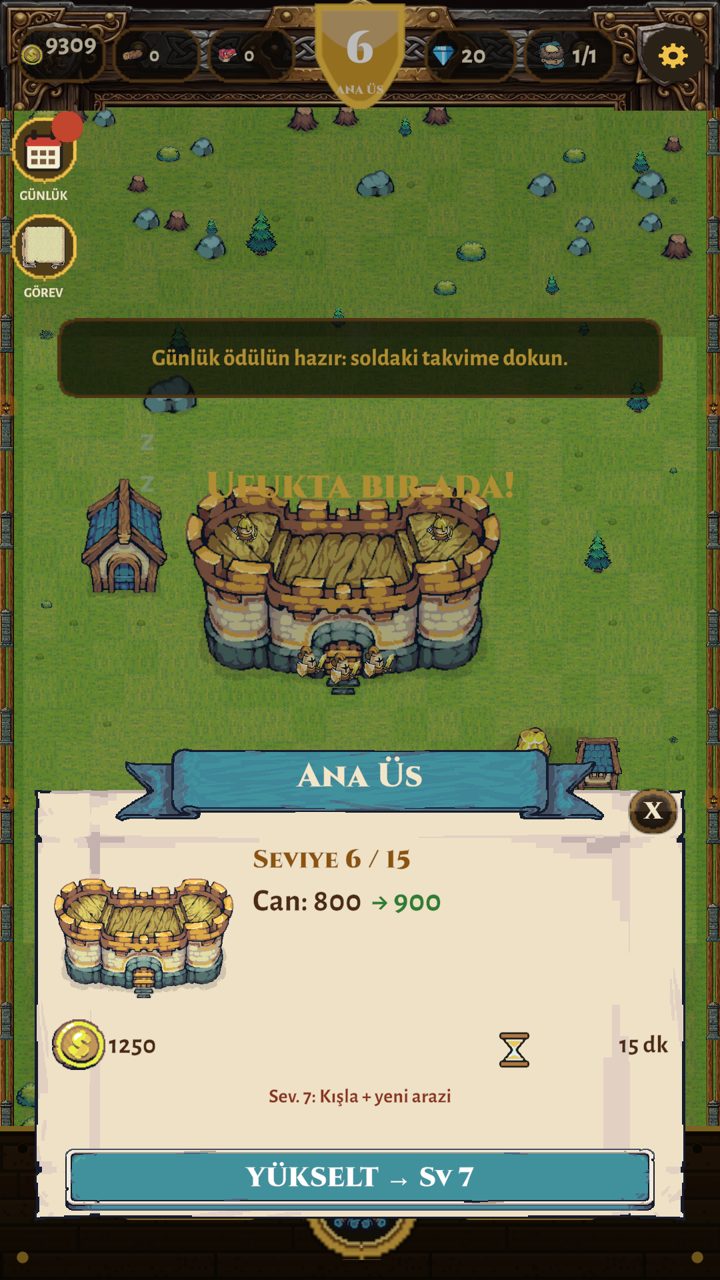 9309
0
0
6
ANA ÜS
20
1/1
GÜNLÜK
GÖREV
Günlük ödülün hazır: soldaki takvime dokun.
z
z
Ufukta bir ada!
Ana Üs
X
Seviye 6 / 15
Can: 800 → 900
1250
15 dk
Sev. 7: Kışla + yeni arazi
YÜKSELT → Sv 7